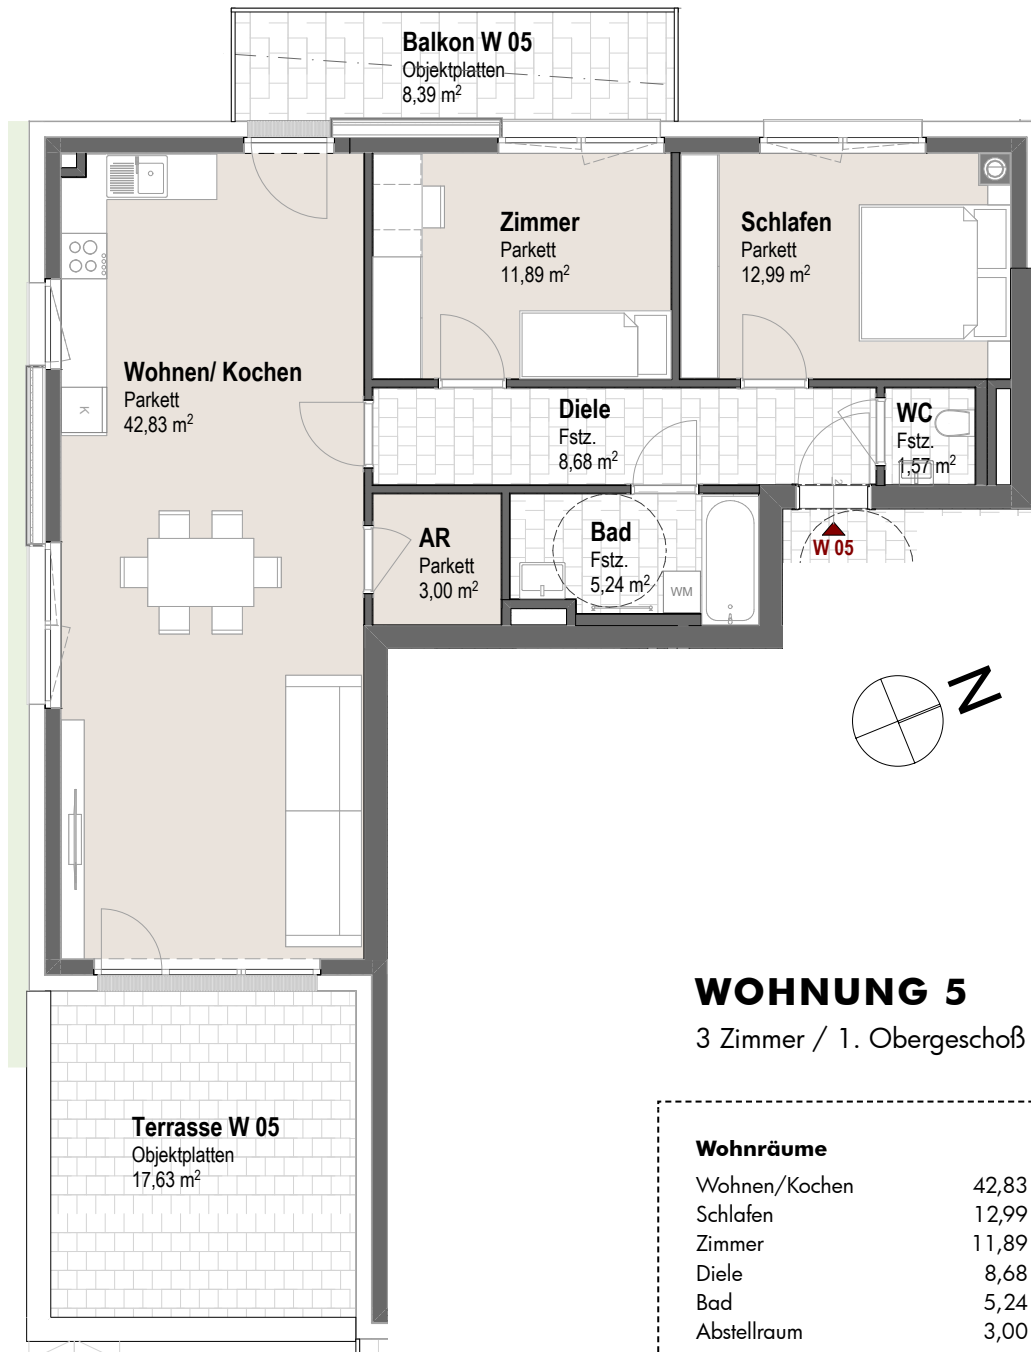 Balkon W 05
Objektplatten
8,39 m²
Zimmer
Parkett
11,89 m²
Schlafen
Parkett
12,99 m²
Wohnen/ Kochen
Parkett
42,83 m²
K
Diele
Fstz.
8,68 m²
WC
Fstz.
1,57 m²
AR
Parkett
3,00 m²
Bad
Fstz.
5,24 m²
WM
W 05
N
WOHNUNG 5
3 Zimmer / 1. Obergeschoß
Terrasse W 05
Objektplatten
17,63 m²
Wohnräume
Wohnen/Kochen 42,83
Schlafen 12,99
Zimmer 11,89
Diele 8,68
Bad 5,24
Abstellraum 3,00